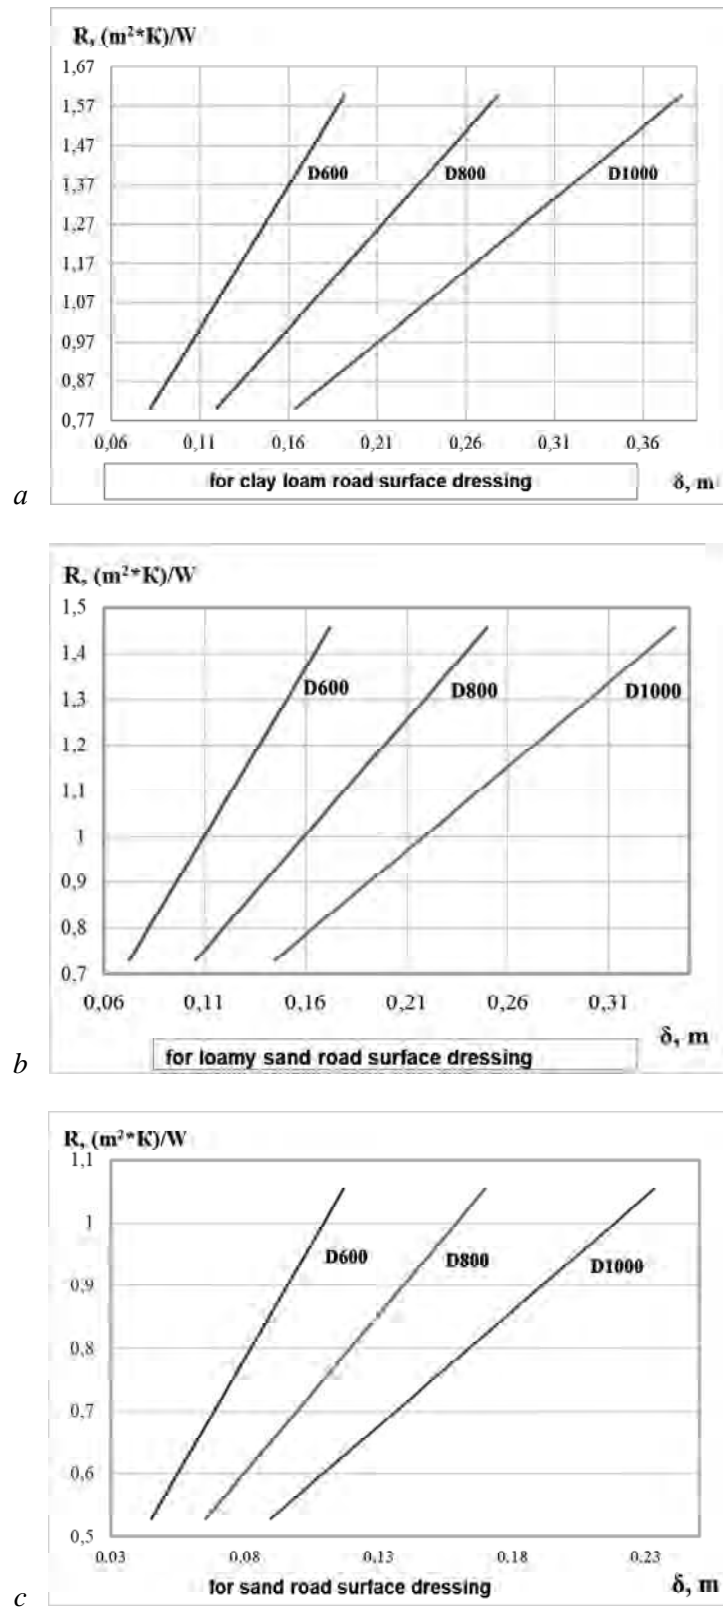 R, (m²*K)/W
1,67
1,57
1,47
1,37
1,27
1,17
1,07
0,97
0,87
0,77
D600 D800 D1000
0,06 0,11 0,16 0,21 0,26 0,31 0,36
for clay loam road surface dressing δ, m
a
R, (m²*K)/W
1,5
1,4
1,3
1,2
1,1
1
0,9
0,8
0,7
D600 D800 D1000
0,06 0,11 0,16 0,21 0,26 0,31
δ, m
for loamy sand road surface dressing
b
R, (m²*K)/W
1,1
1
0,9
0,8
0,7
0,6
0,5
D600 D800 D1000
0,03 0,08 0,13 0,18 0,23
for sand road surface dressing δ, m
c